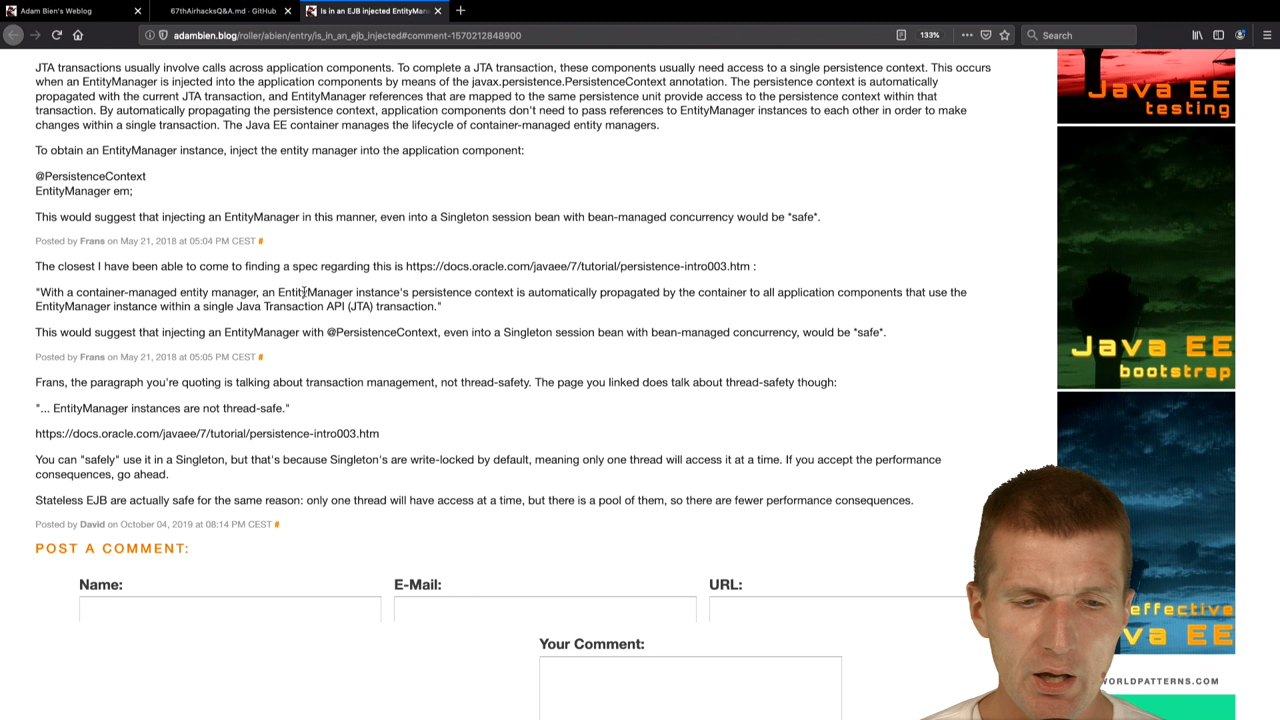 Adam Bien's Weblog
67thAirhacksQ&A.md · GitHub
Is in an EJB injected EntityMan
adambien.blog/roller/abien/entry/is_in_an_ejb_injected#comment-1570212848900
133%
Search
JTA transactions usually involve calls across application components. To complete a JTA transaction, these components usually need access to a single persistence context. This occurs
when an EntityManager is injected into the application components by means of the javax.persistence.PersistenceContext annotation. The persistence context is automatically
propagated with the current JTA transaction, and EntityManager references that are mapped to the same persistence unit provide access to the persistence context within that
transaction. By automatically propagating the persistence context, application components don't need to pass references to EntityManager instances to each other in order to make
changes within a single transaction. The Java EE container manages the lifecycle of container-managed entity managers.
To obtain an EntityManager instance, inject the entity manager into the application component:
@PersistenceContext
EntityManager em;
This would suggest that injecting an EntityManager in this manner, even into a Singleton session bean with bean-managed concurrency would be *safe*.
Posted by Frans on May 21, 2018 at 05:04 PM CEST #
The closest I have been able to come to finding a spec regarding this is https://docs.oracle.com/javaee/7/tutorial/persistence-intro003.htm :
"With a container-managed entity manager, an EntityManager instance's persistence context is automatically propagated by the container to all application components that use the
EntityManager instance within a single Java Transaction API (JTA) transaction."
This would suggest that injecting an EntityManager with @PersistenceContext, even into a Singleton session bean with bean-managed concurrency, would be *safe*.
Posted by Frans on May 21, 2018 at 05:05 PM CEST #
Frans, the paragraph you're quoting is talking about transaction management, not thread-safety. The page you linked does talk about thread-safety though:
"... EntityManager instances are not thread-safe."
https://docs.oracle.com/javaee/7/tutorial/persistence-intro003.htm
You can "safely" use it in a Singleton, but that's because Singleton's are write-locked by default, meaning only one thread will access it at a time. If you accept the performance
consequences, go ahead.
Stateless EJB are actually safe for the same reason: only one thread will have access at a time, but there is a pool of them, so there are fewer performance consequences.
Posted by David on October 04, 2019 at 08:14 PM CEST #
POST A COMMENT:
Name:
E-Mail:
URL:
Your Comment:
Java EE
testing
Java EE
bootstrap
effective
va EE
WORLDPATTERNS.COM